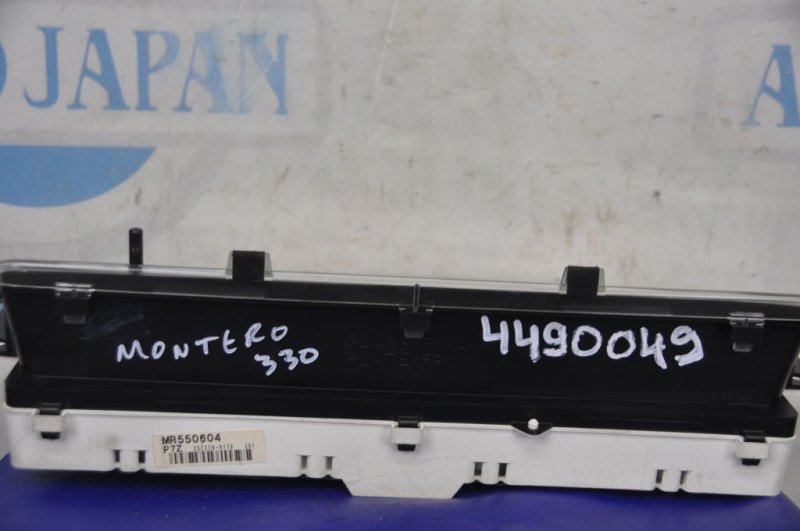 JAPAN
A
MONTERO
330
4490049
MR550604
P7Z